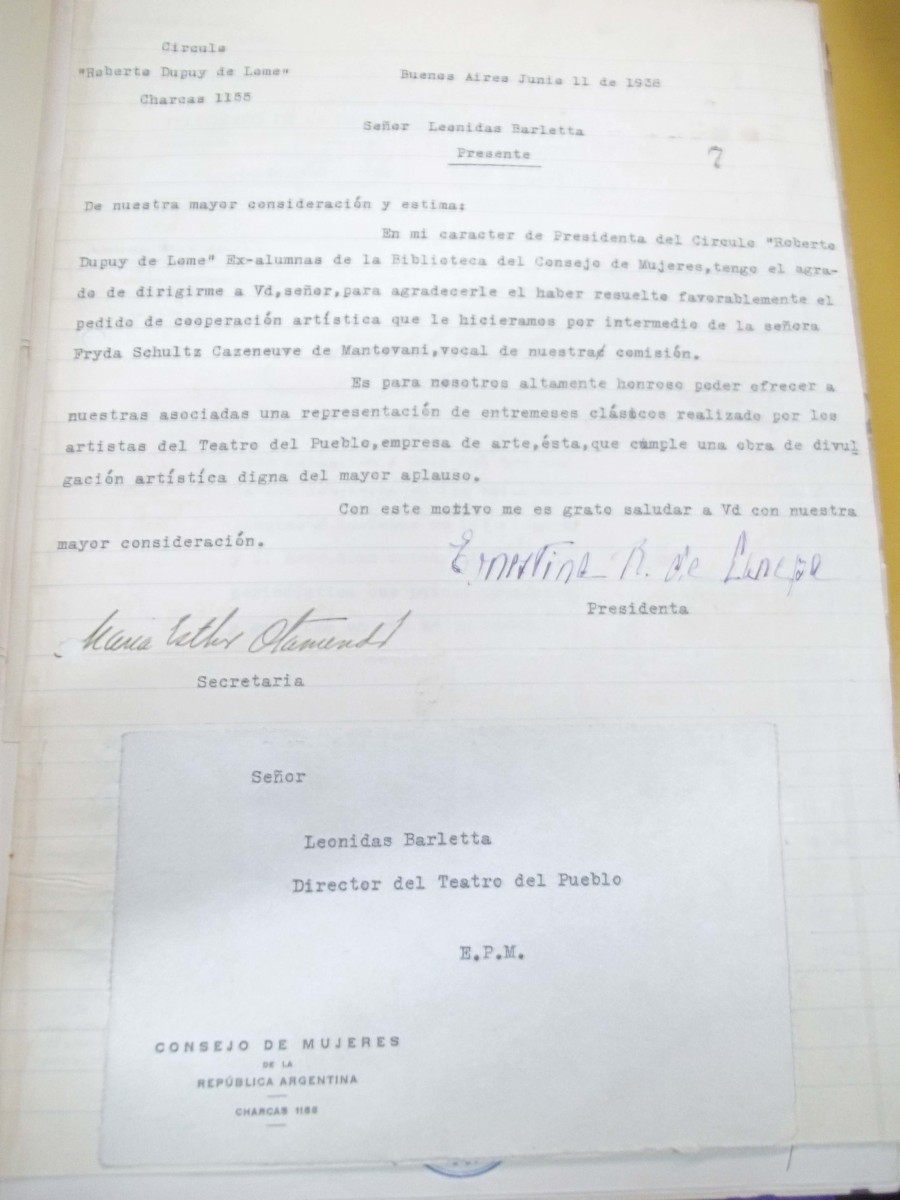 Circulo
"Roberto Dupuy de Lome"
Charcas 1155
Buenos Aires Junio 11 de 1938
Señor Leonidas Barletta
Presente
7
De nuestra mayor consideración y estima:
En mi caracter de Presidenta del Circulo "Roberto
Dupuy de Lome" Ex-alumnas de la Biblioteca del Consejo de Mujeres,tengo el agra-
do de dirigirme a Vd,señor,para agradecerle el haber resuelto favorablemente el
pedido de cooperación artística que le hicieramos por intermedio de la señora
Fryda Schultz Cazeneuve de Mantovani,vocal de nuestra comisión.
Es para nosotros altamente honroso poder ofrecer a
nuestras asociadas una representación de entremeses clásicos realizado por los
artistas del Teatro del Pueblo,empresa de arte,ésta,que cumple una obra de divul
gación artística digna del mayor aplauso.
Con este motivo me es grato saludar a Vd con nuestra
mayor consideración.
Ernestina R. de
Presidenta
Maria Esther Otamendi
Secretaria
Señor
Leonidas Barletta
Director del Teatro del Pueblo
E.P.M.
CONSEJO DE MUJERES
DE LA
REPÚBLICA ARGENTINA
CHARCAS 1155